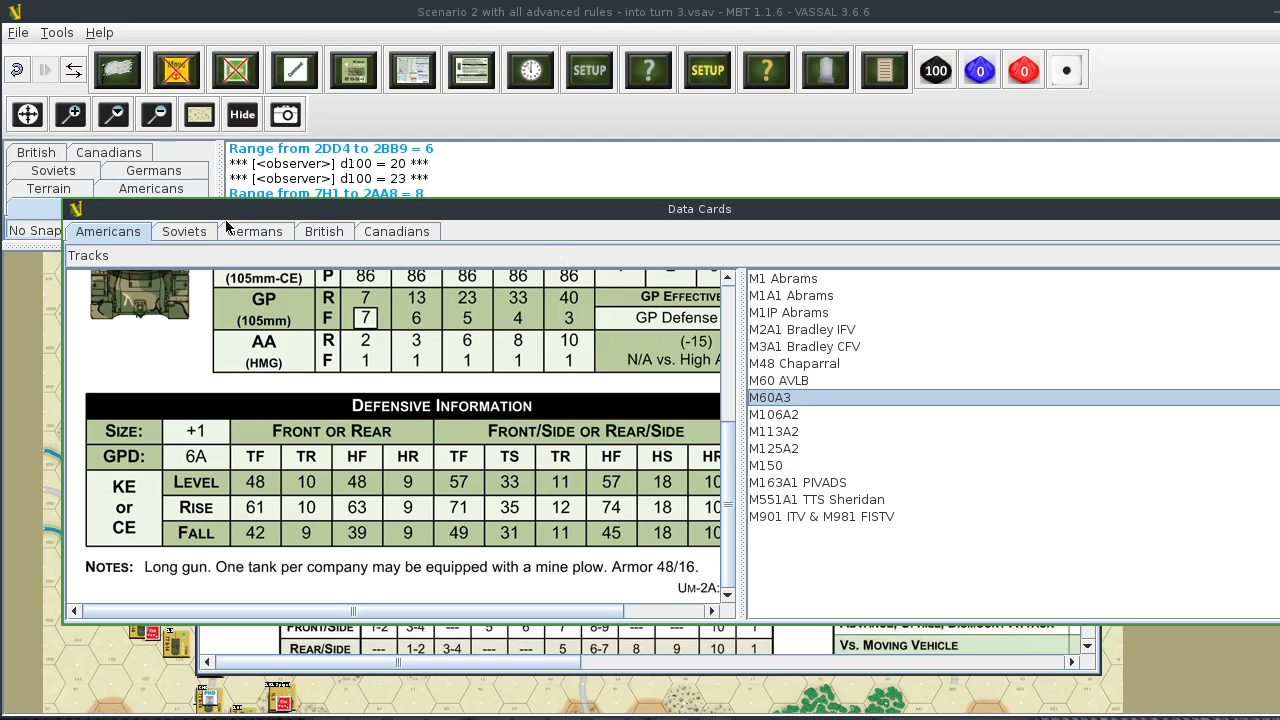 Scenario 2 with all advanced rules - into turn 3.vsav - MBT 1.1.6 - VASSAL 3.6.6
File Tools Help
SETUP ? SETUP ? 100 0 0
Hide
British Canadians
Soviets Germans
Terrain Americans
No Snap
Range from 2DD4 to 2BB9 = 6
*** [<observer>] d100 = 20 ***
*** [<observer>] d100 = 23 ***
Range from 7H1 to 2AA8 = 8
Data Cards
Americans Soviets Germans British Canadians
Tracks
(105mm-CE) P 86 86 86 86 86
GP R 7 13 23 33 40 GP EFFECTIVE
(105mm) F 7 6 5 4 3 GP Defense
AA R 2 3 6 8 10 (-15)
(HMG) F 1 1 1 1 1 N/A vs. High A
DEFENSIVE INFORMATION
SIZE: +1 FRONT OR REAR FRONT/SIDE OR REAR/SIDE
GPD: 6A TF TR HF HR TF TS TR HF HS HR
KE or CE LEVEL 48 10 48 9 57 33 11 57 18 10
RISE 61 10 63 9 71 35 12 74 18 10
FALL 42 9 39 9 49 31 11 45 18 10
NOTES: Long gun. One tank per company may be equipped with a mine plow. Armor 48/16.
UM-2A:
M1 Abrams
M1A1 Abrams
M1IP Abrams
M2A1 Bradley IFV
M3A1 Bradley CFV
M48 Chaparral
M60 AVLB
M60A3
M106A2
M113A2
M125A2
M150
M163A1 PIVADS
M551A1 TTS Sheridan
M901 ITV & M981 FISTV
FRONT/SIDE 1-2 3-4 --- 5 6 7 8-9 --- --- 10 1
REAR/SIDE --- 1-2 3-4 --- --- 5 6-7 8 9 10 1
VS. MOVING VEHICLE